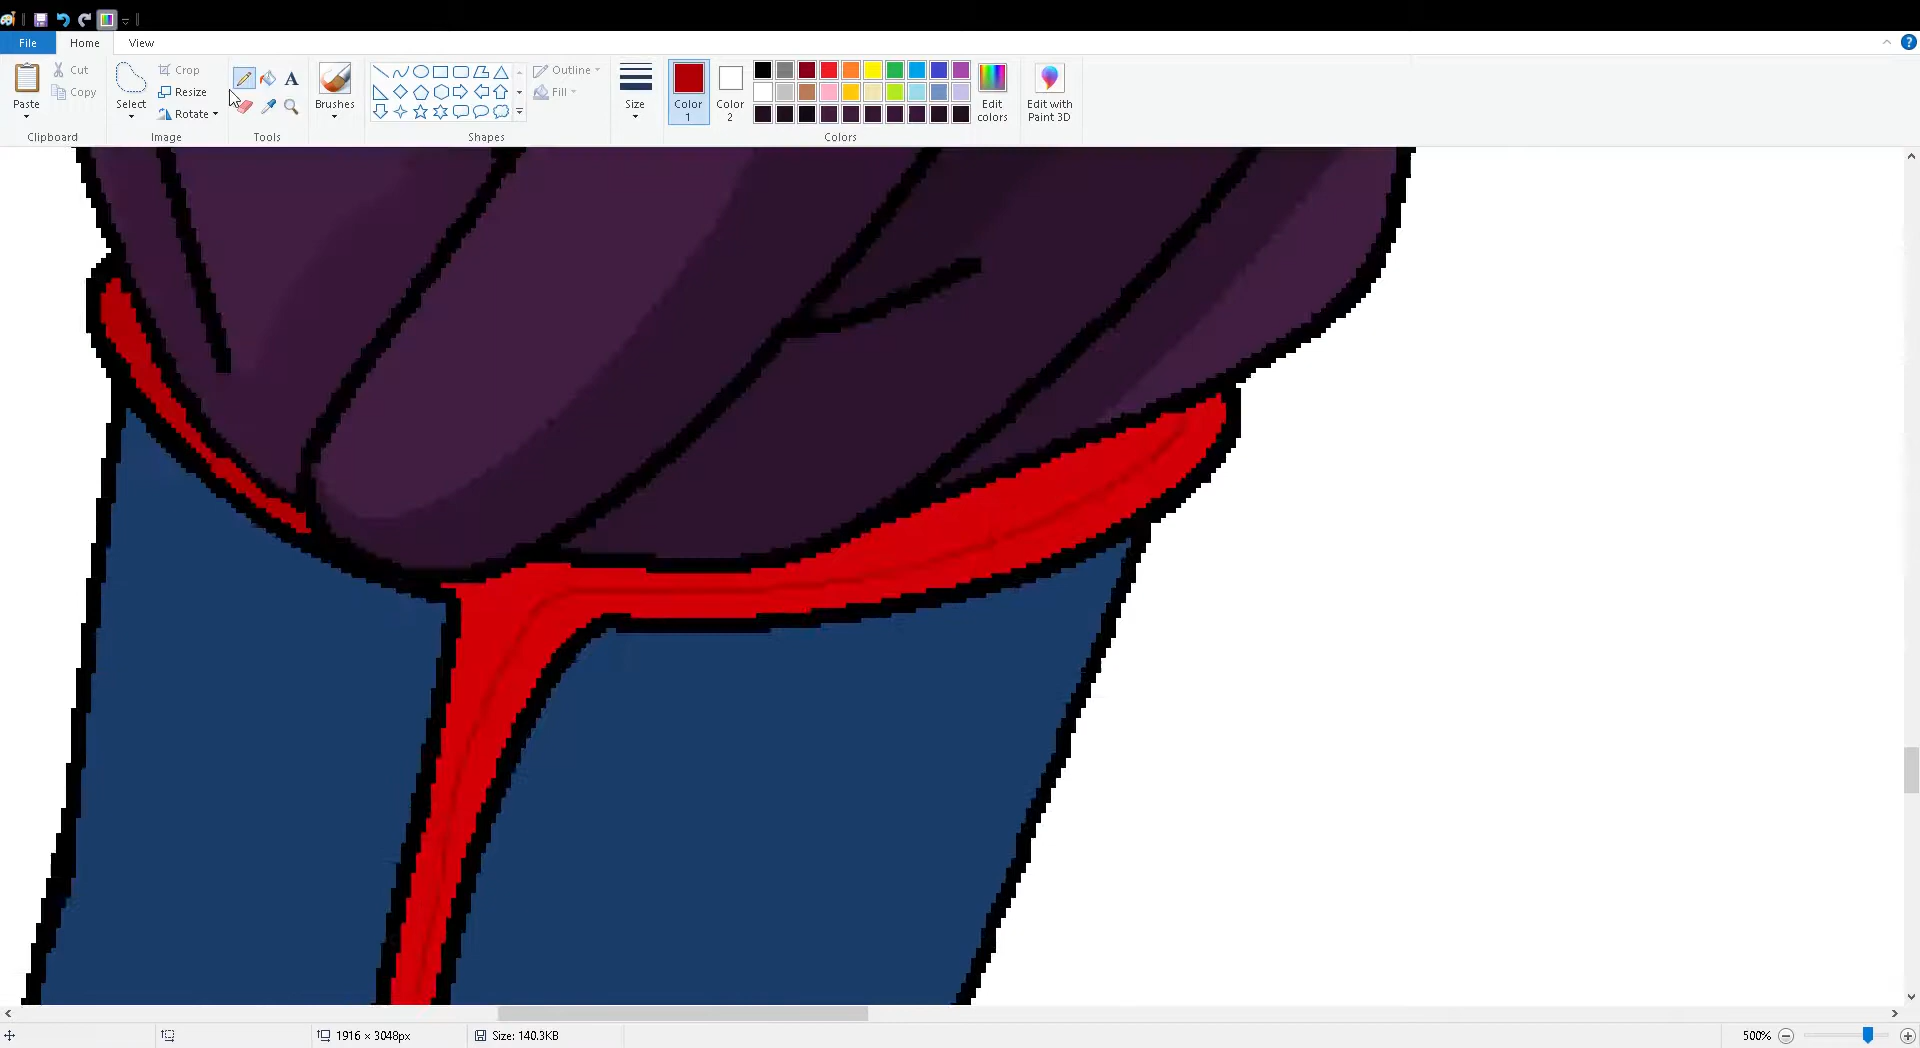 File Home View
Paste
Cut
Copy
Clipboard
Select
Crop
Resize
Rotate
Image
A
Tools
Brushes
Outline
Fill
Shapes
Size
Color
1
Color
2
Edit
colors
Colors
Edit with
Paint 3D
1916 × 3048px Size: 140.3KB 500%